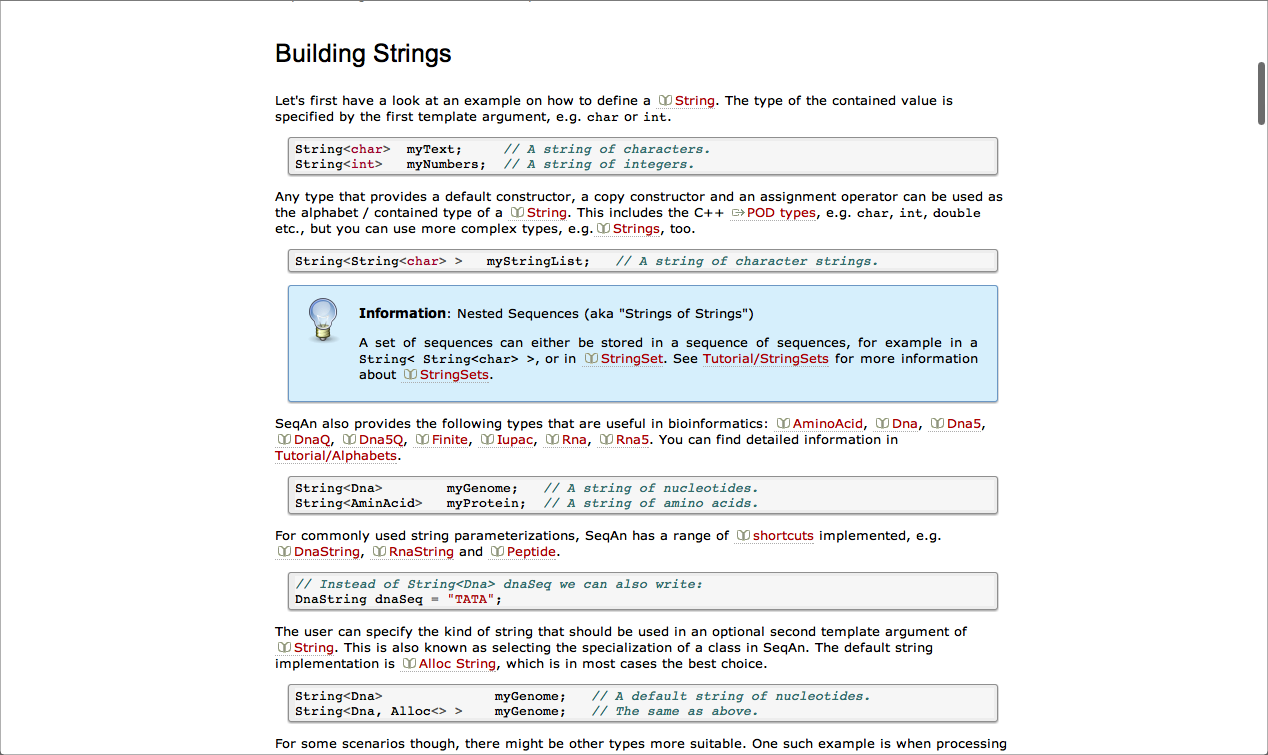 Building Strings
Let's first have a look at an example on how to define a String. The type of the contained value is
specified by the first template argument, e.g. char or int.
String<char>  myText;     // A string of characters.
String<int>   myNumbers;  // A string of integers.
Any type that provides a default constructor, a copy constructor and an assignment operator can be used as
the alphabet / contained type of a String. This includes the C++ POD types, e.g. char, int, double
etc., but you can use more complex types, e.g. Strings, too.
String<String<char> >   myStringList;   // A string of character strings.
Information: Nested Sequences (aka "Strings of Strings")
A set of sequences can either be stored in a sequence of sequences, for example in a
String< String<char> >, or in StringSet. See Tutorial/StringSets for more information
about StringSets.
SeqAn also provides the following types that are useful in bioinformatics: AminoAcid, Dna, Dna5,
DnaQ, Dna5Q, Finite, Iupac, Rna, Rna5. You can find detailed information in
Tutorial/Alphabets.
String<Dna>        myGenome;   // A string of nucleotides.
String<AminAcid>   myProtein;  // A string of amino acids.
For commonly used string parameterizations, SeqAn has a range of shortcuts implemented, e.g.
DnaString, RnaString and Peptide.
// Instead of String<Dna> dnaSeq we can also write:
DnaString dnaSeq = "TATA";
The user can specify the kind of string that should be used in an optional second template argument of
String. This is also known as selecting the specialization of a class in SeqAn. The default string
implementation is Alloc String, which is in most cases the best choice.
String<Dna>              myGenome;   // A default string of nucleotides.
String<Dna, Alloc<> >    myGenome;   // The same as above.
For some scenarios though, there might be other types more suitable. One such example is when processing